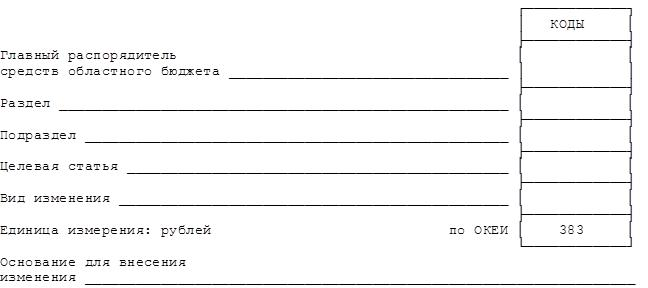 КОДЫ
Главный распорядитель
средств областного бюджета
Раздел
Подраздел
Целевая статья
Вид изменения
Единица измерения: рублей по ОКЕИ 383
Основание для внесения
изменения